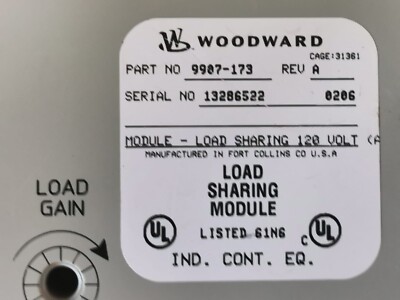 WOODWARD
CAGE:31361
PART NO 9907-173 REV A
SERIAL NO 13286522 0206
MODULE - LOAD SHARING 120 VOLT
MANUFACTURED IN FORT COLLINS CO U.S.A
LOAD
SHARING
MODULE
UL LISTED 61N6 c UL
IND. CONT. EQ.
LOAD
GAIN